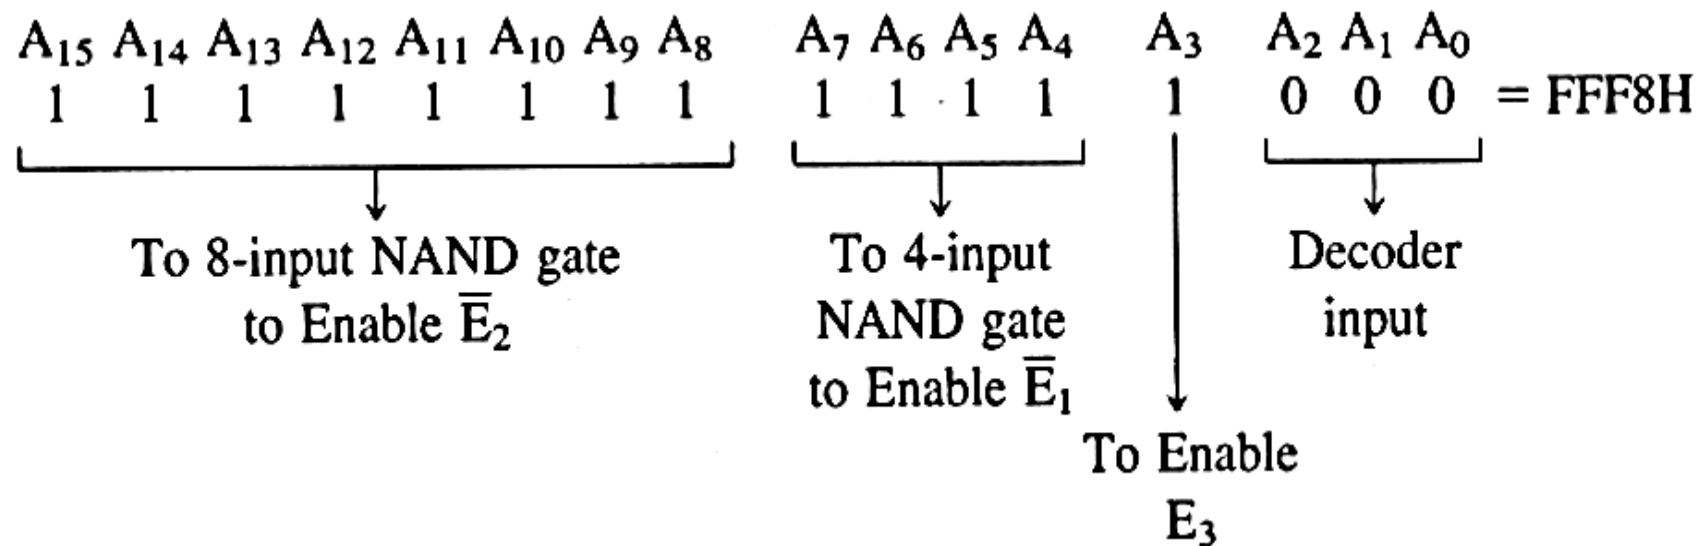 A₁₅ A₁₄ A₁₃ A₁₂ A₁₁ A₁₀ A₉ A₈ A₇ A₆ A₅ A₄ A₃ A₂ A₁ A₀
1 1 1 1 1 1 1 1 1 1 1 1 1 0 0 0 = FFF8H
To 8-input NAND gate
to Enable E̅₂
To 4-input
NAND gate
to Enable E̅₁
To Enable
E₃
Decoder
input